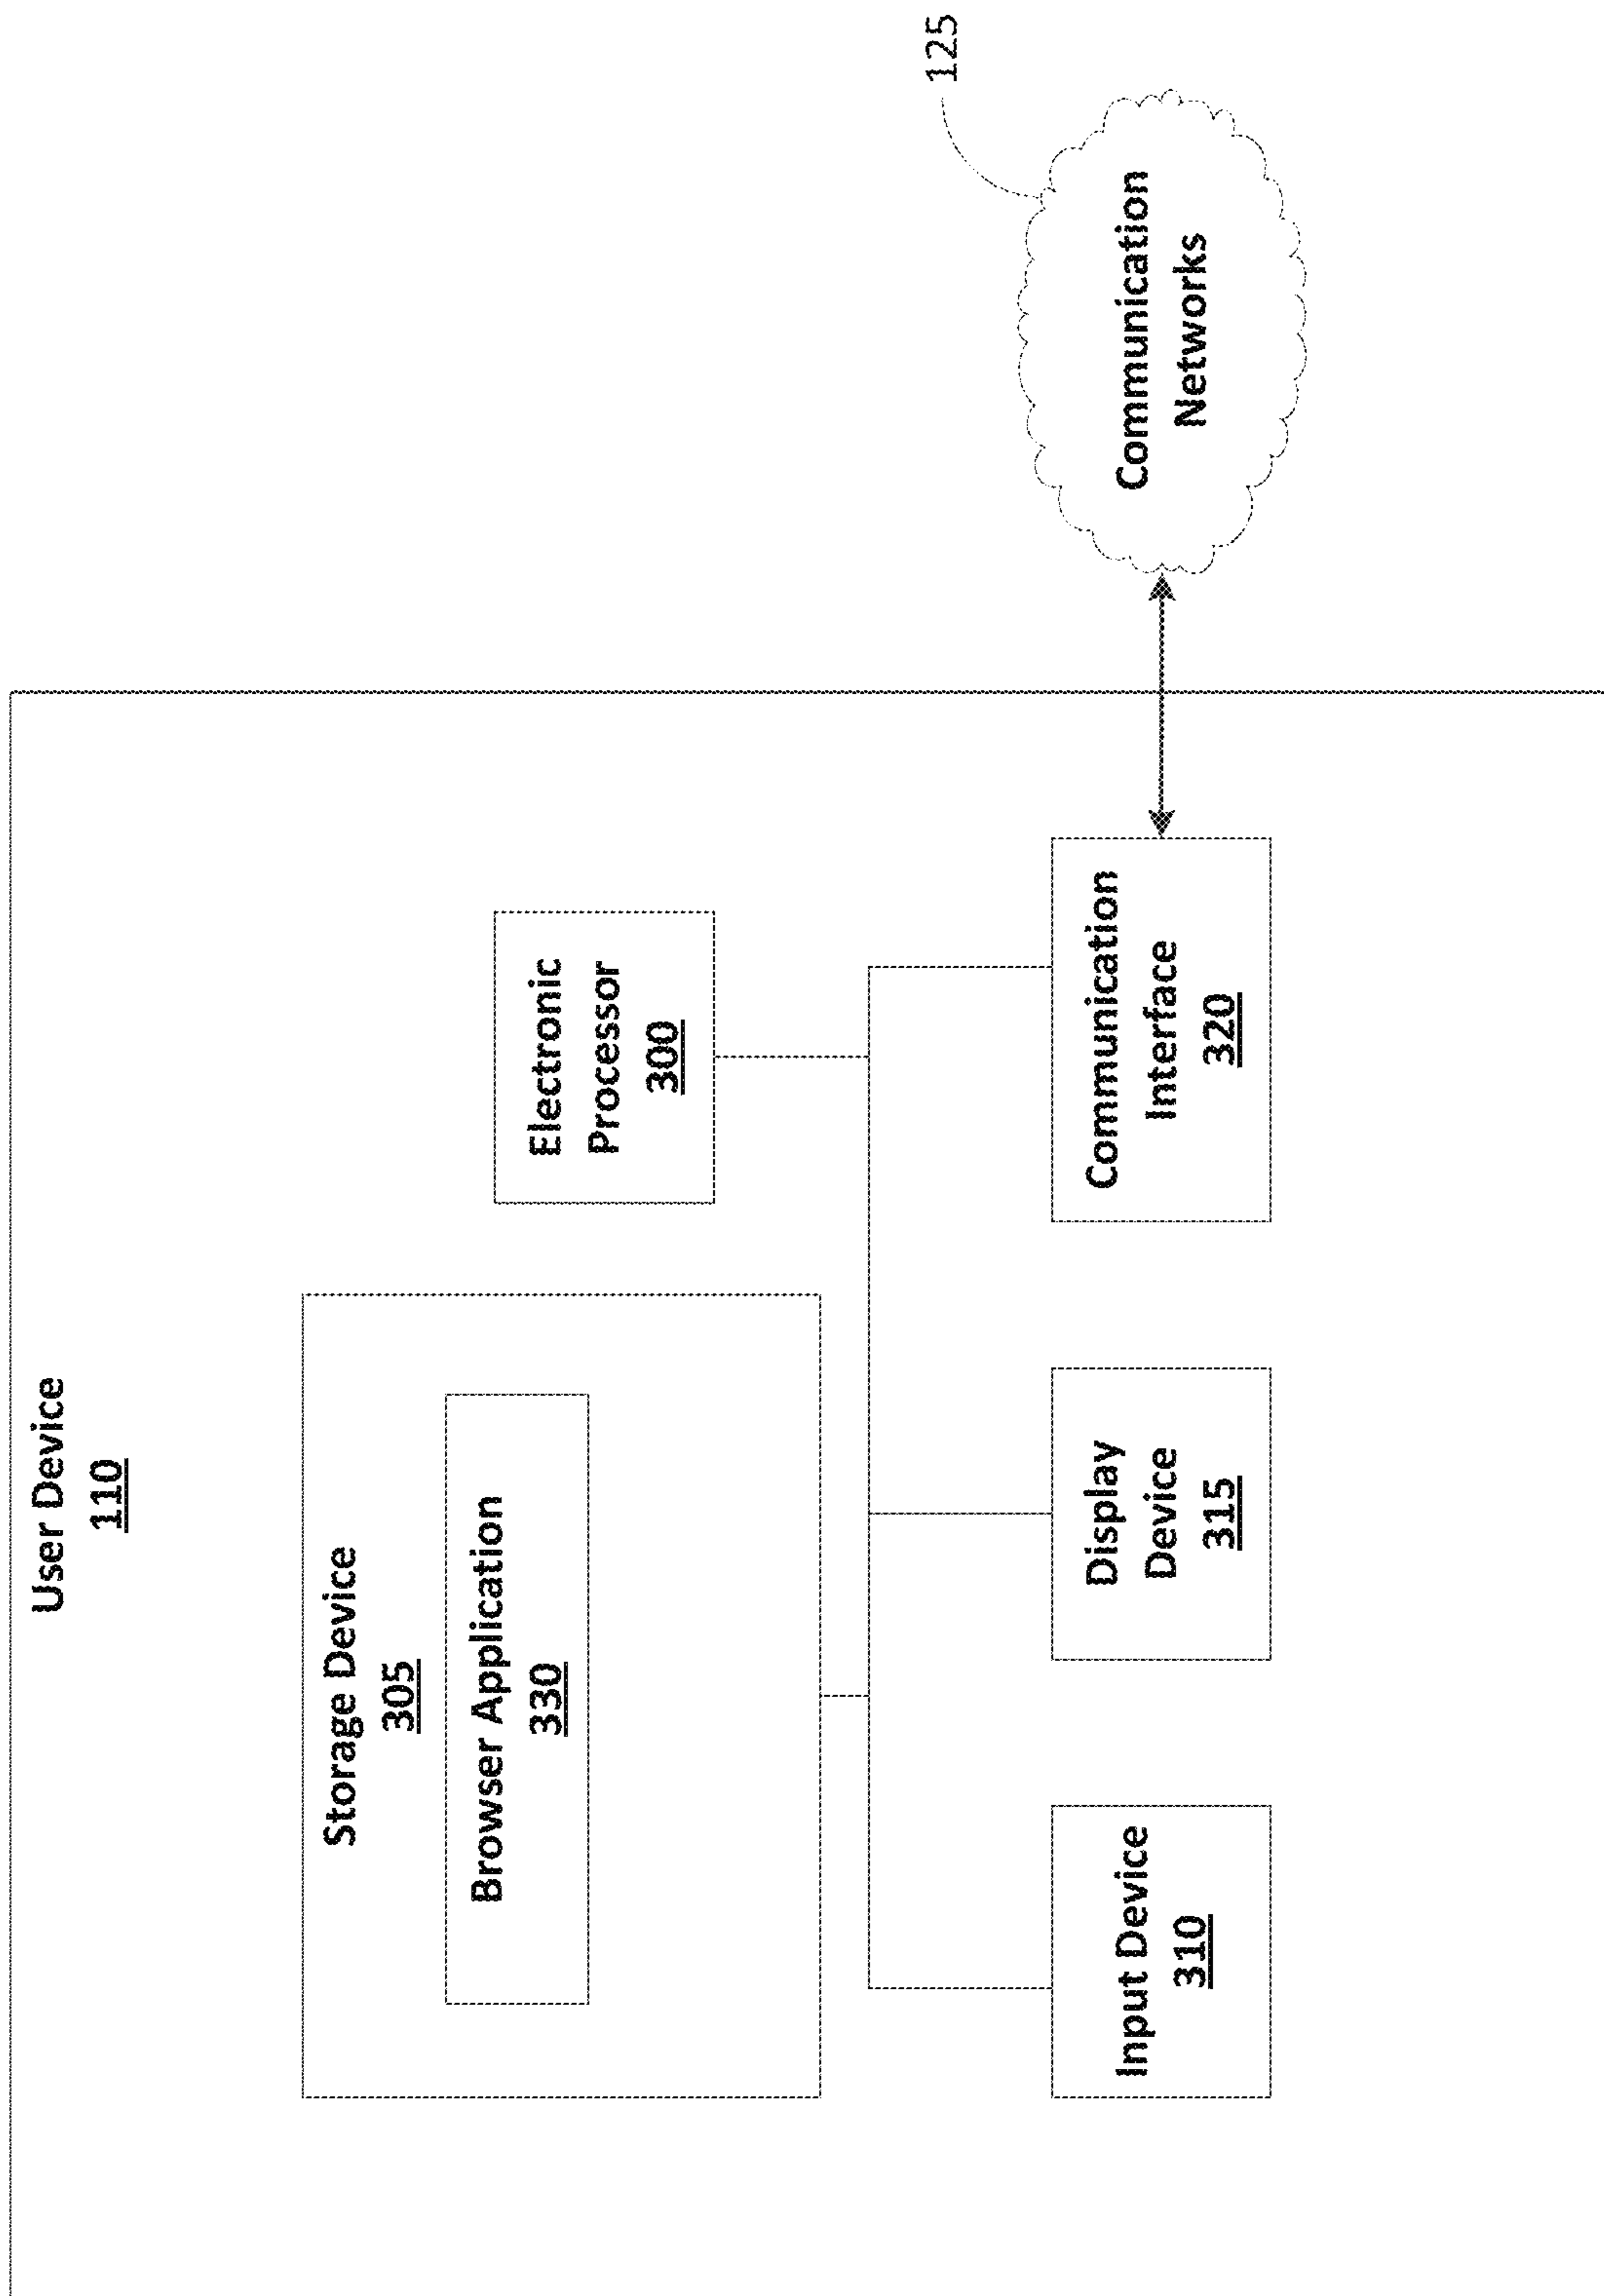 User Device
110
Storage Device
305
Browser Application
330
Electronic
Processor
300
Input Device
310
Display
Device
315
Communication
Interface
320
125
Communication
Networks